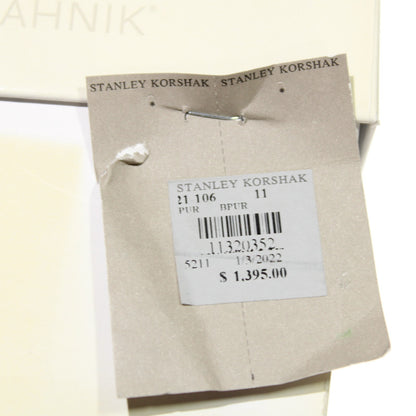 AHNIK®
STANLEY KORSHAK STANLEY KORSHAK
STANLEY KORSHAK
21 106 11
PUR BPUR
11320352
5211 1/3/2022
$ 1,395.00